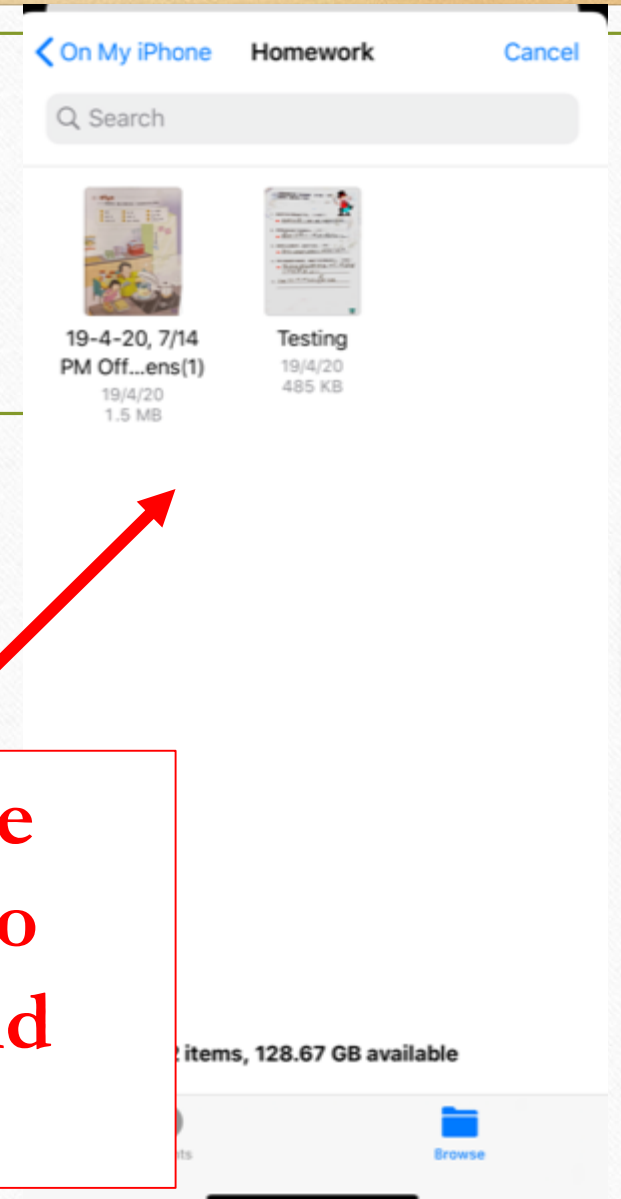 On My iPhone Homework Cancel
Search
19-4-20, 7/14
PM Off...ens(1)
19/4/20
1.5 MB
Testing
19/4/20
485 KB
e
o
d
items, 128.67 GB available
ts
Browse